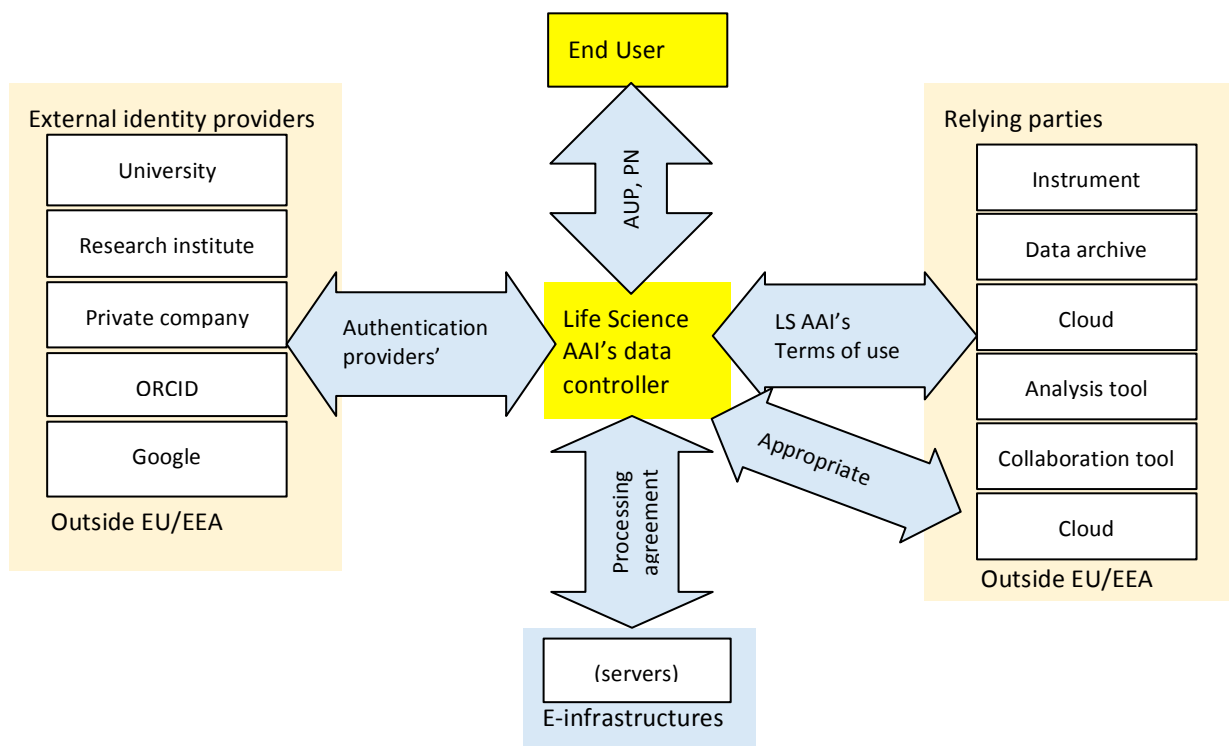 End User
External identity providers
University
Research institute
Private company
ORCID
Google
Outside EU/EEA
AUP, PN
Authentication
providers’
Life Science
AAI’s data
controller
LS AAI’s
Terms of use
Appropriate
Processing
agreement
Relying parties
Instrument
Data archive
Cloud
Analysis tool
Collaboration tool
Cloud
Outside EU/EEA
(servers)
E-infrastructures